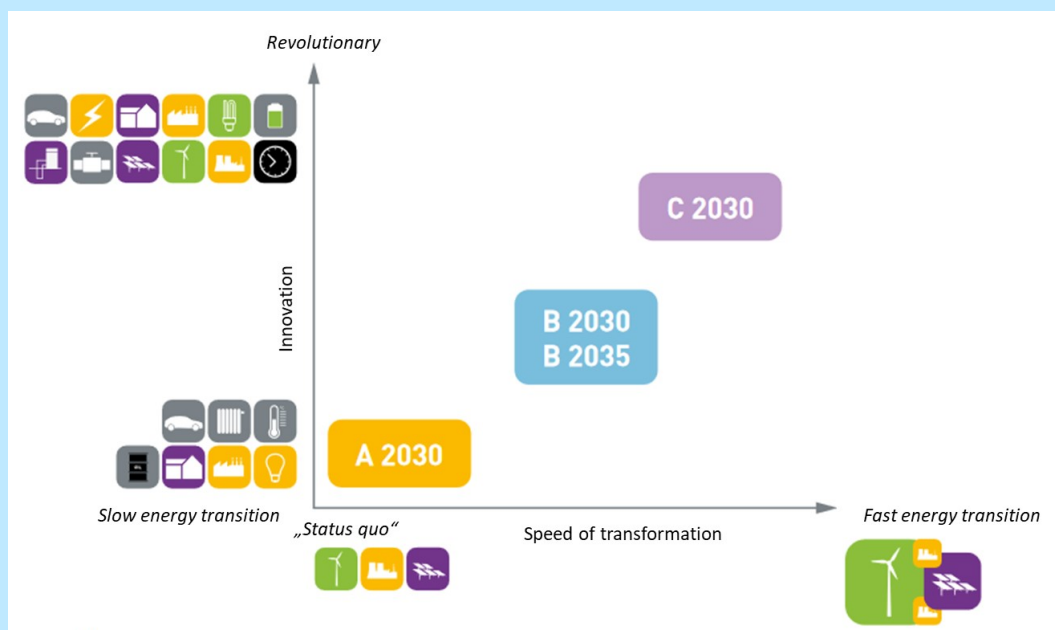 Revolutionary
C 2030
Innovation
B 2030
B 2035
A 2030
Slow energy transition
„Status quo“
Speed of transformation
Fast energy transition